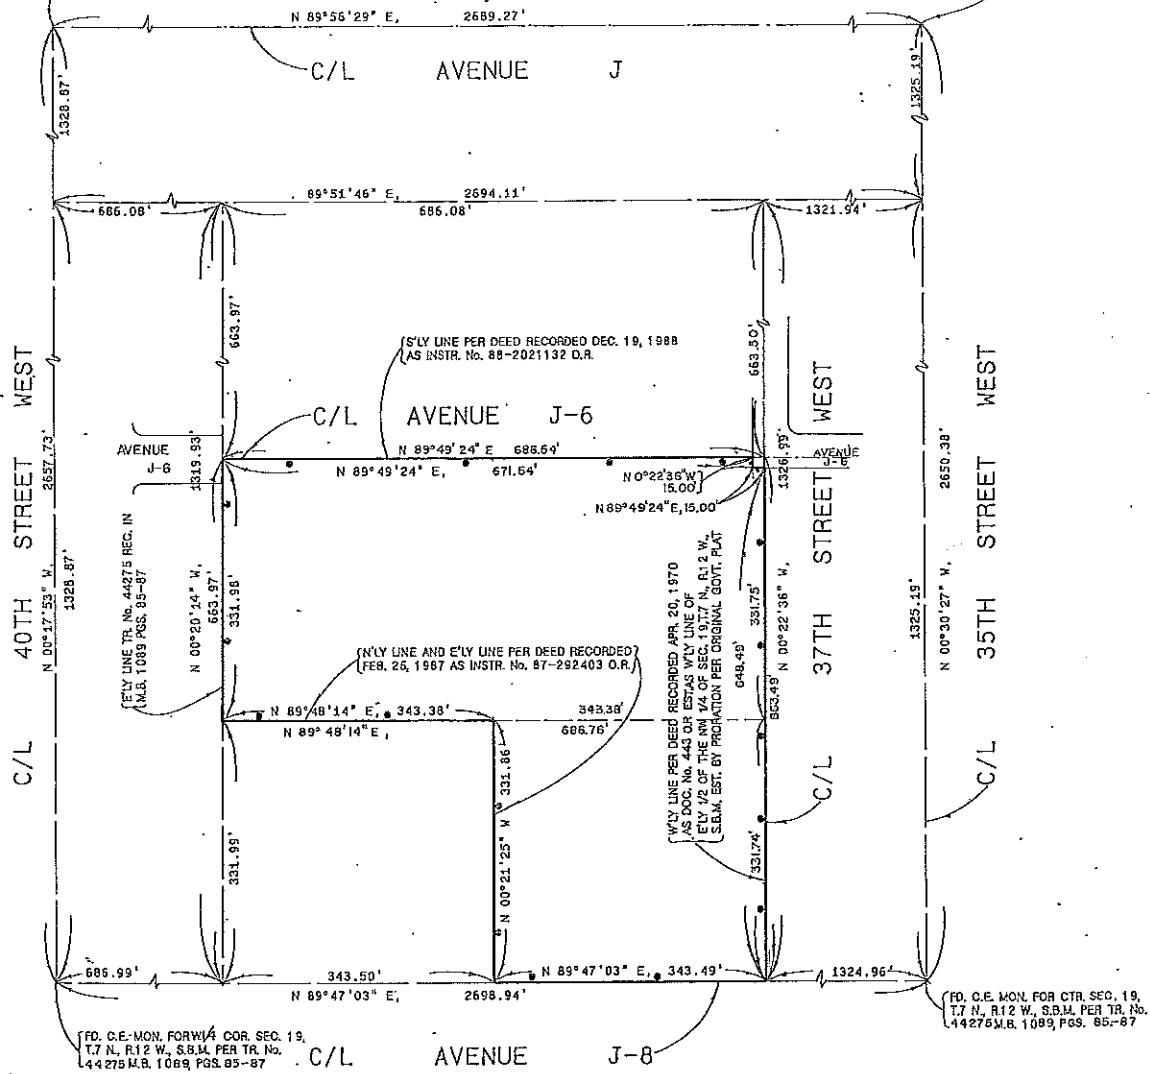 N 89°56'29" E, 2689.27'
C/L AVENUE J
1328.87'
1325.19'
89°51'46" E, 2694.11'
686.08'
686.08'
1321.94'
663.97'
663.50'
S'LY LINE PER DEED RECORDED DEC. 19, 1988
AS INSTR. No. 88-2021132 O.R.
C/L AVENUE J-6
AVENUE
J-6
N 89°49'24" E 686.54'
N 89°49'24" E, 671.54'
N 0°22'36" W,
15.00'
N 89°49'24" E, 15.00'
AVENUE
J-6
C/L 40TH STREET WEST
N 00°17'53" W, 2657.73'
1328.87'
E'LY LINE TR. No. 44275 REC. IN
M.B. 1089 PGS. 85-87
N 00°20'14" W, 1319.93'
663.97'
331.98'
N'LY LINE AND E'LY LINE PER DEED RECORDED
FEB. 26, 1987 AS INSTR. No. 87-292403 O.R.
N 89°48'14" E, 343.38'
N 89°48'14" E,
343.38'
686.76'
331.99'
N 00°21'25" W 331.86'
W'LY LINE PER DEED RECORDED APR. 20, 1970
AS DOC. No. 443 O.R EST.AS W'LY LINE OF
E'LY 1/2 OF THE NW 1/4 OF SEC. 19,T.7 N., R.12 W.,
S.B.M. EST. BY PRORATION PER ORIGINAL GOVT. PLAT
648.49'
331.75'
331.74'
663.49'
N 00°22'36" W, 1326.99'
C/L 37TH STREET WEST
1325.19'
N 00°30'27" W, 2650.38'
C/L 35TH STREET WEST
686.99'
343.50'
N 89°47'03" E, 343.49'
1324.96'
N 89°47'03" E, 2698.94'
FD. C.E. MON. FOR W1/4 COR. SEC. 19,
T.7 N., R.12 W., S.B.M. PER TR. No.
44275 M.B. 1089, PGS. 85-87
C/L AVENUE J-8
FD. C.E. MON. FOR CTR. SEC. 19,
T.7 N., R.12 W., S.B.M. PER TR. No.
44275 M.B. 1089, PGS. 85-87